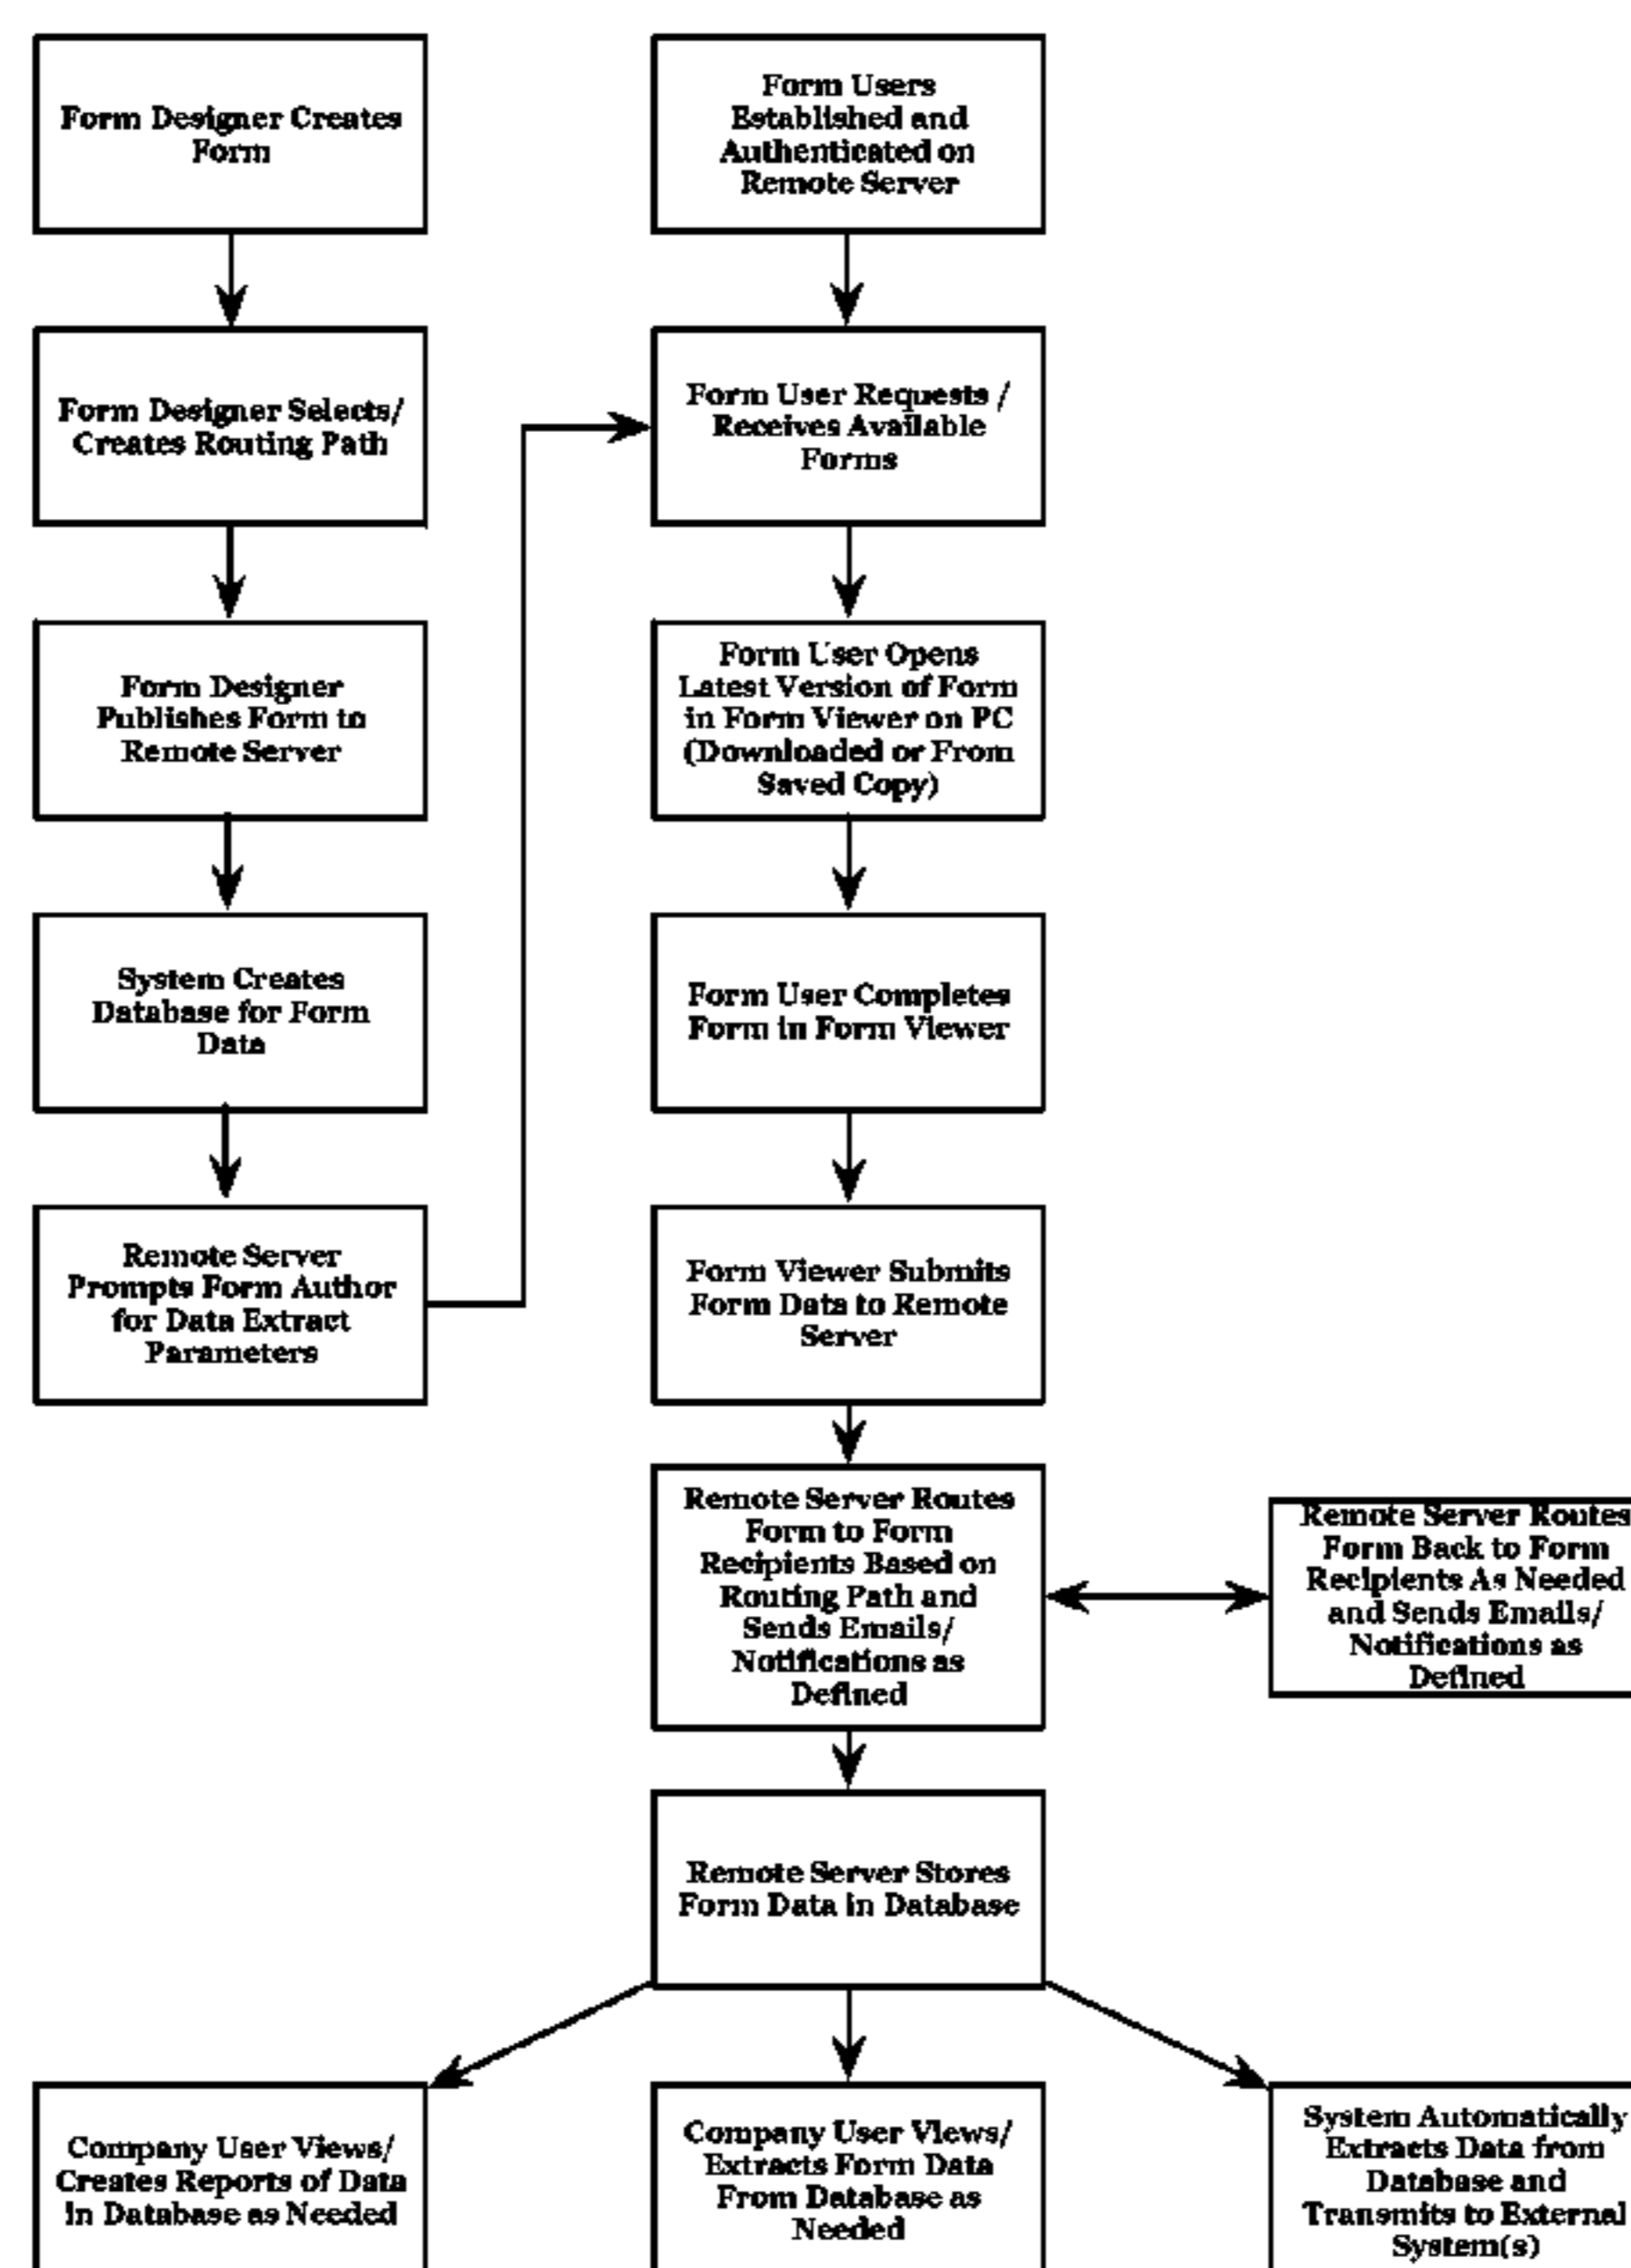 Form Designer Creates
Form
Form Designer Selects/
Creates Routing Path
Form Designer
Publishes Form to
Remote Server
System Creates
Database for Form
Data
Remote Server
Prompts Form Author
for Data Extract
Parameters
Form Users
Established and
Authenticated on
Remote Server
Form User Requests /
Receives Available
Forms
Form User Opens
Latest Version of Form
in Form Viewer on PC
(Downloaded or From
Saved Copy)
Form User Completes
Form in Form Viewer
Form Viewer Submits
Form Data to Remote
Server
Remote Server Routes
Form to Form
Recipients Based on
Routing Path and
Sends Emails/
Notifications as
Defined
Remote Server Routes
Form Back to Form
Recipients As Needed
and Sends Emails/
Notifications as
Defined
Remote Server Stores
Form Data in Database
Company User Views/
Creates Reports of Data
in Database as Needed
Company User Views/
Extracts Form Data
From Database as
Needed
System Automatically
Extracts Data from
Database and
Transmits to External
System(s)